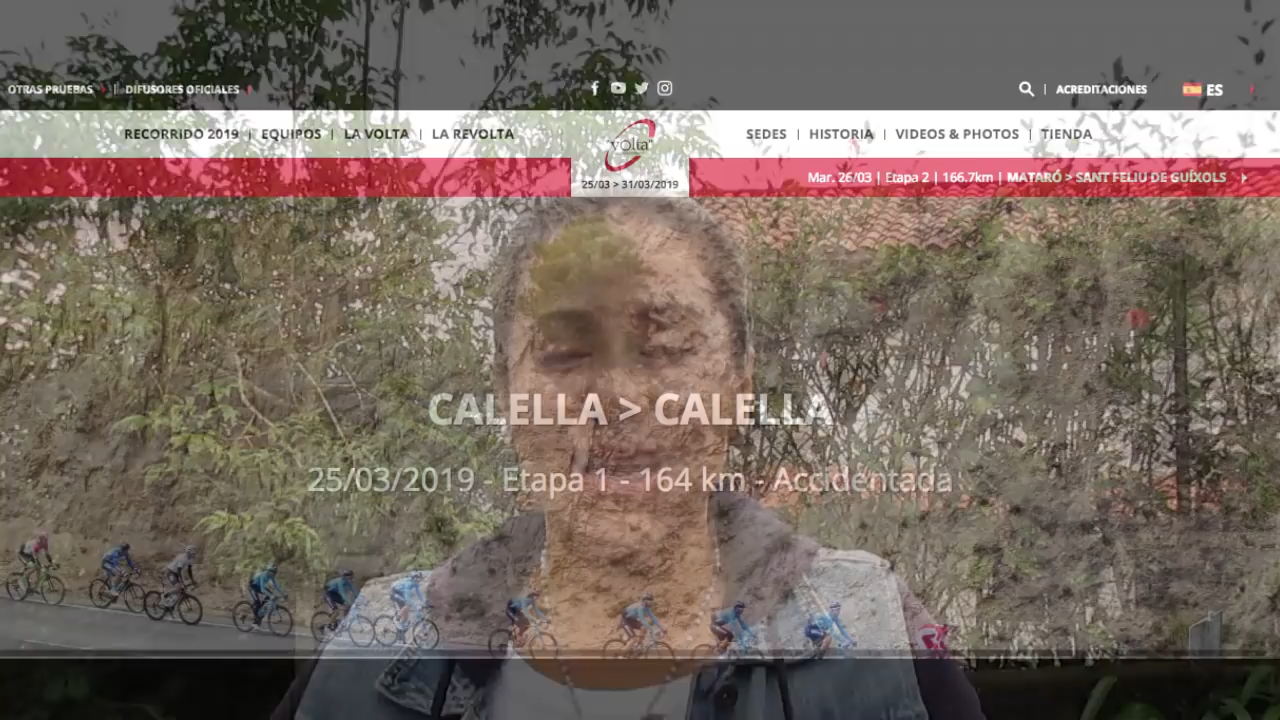 OTRAS PRUEBAS | DIFUSORES OFICIALES
| ACREDITACIONES
ES
RECORRIDO 2019 | EQUIPOS | LA VOLTA | LA REVOLTA
Volta
SEDES | HISTORIA | VIDEOS & PHOTOS | TIENDA
25/03 > 31/03/2019
Mar. 26/03 | Etapa 2 | 166.7km | MATARÓ > SANT FELIU DE GUÍXOLS
CALELLA > CALELLA
25/03/2019 - Etapa 1 - 164 km - Accidentada